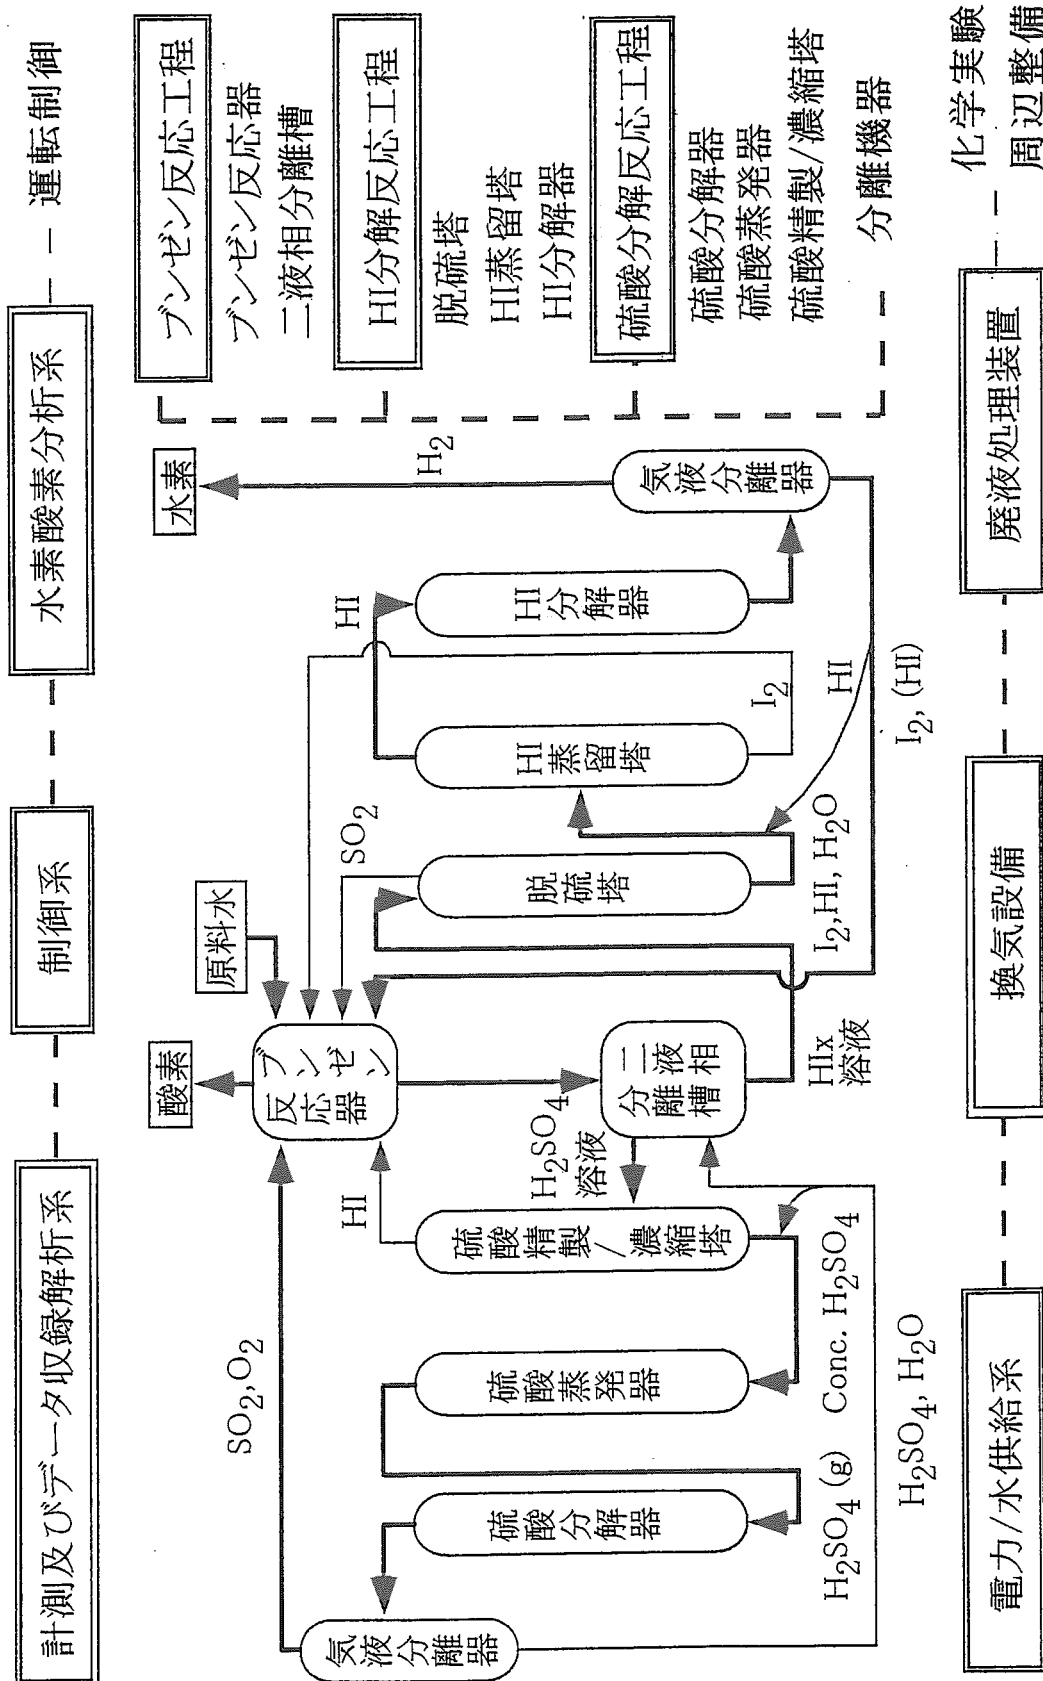 計測及びデータ収録解析系
制御系
水素酸素分析系
運転制御
酸素
原料水
水素
SO2, O2
HI
SO2
HI
H2
ブンゼン
反応器
気液分離器
硫酸分解器
硫酸蒸発器
硫酸精製/濃縮塔
H2SO4
溶液
二液相
分離槽
脱硫塔
HI蒸留塔
HI分解器
気液分離器
I2
HI
H2SO4 (g)
Conc. H2SO4
HIx
溶液
I2, HI, H2O
I2, (HI)
H2SO4, H2O
ブンゼン反応工程
ブンゼン反応器
二液相分離槽
HI分解反応工程
脱硫塔
HI蒸留塔
HI分解器
硫酸分解反応工程
硫酸分解器
硫酸蒸発器
硫酸精製/濃縮塔
分離機器
電力/水供給系
換気設備
廃液処理装置
化学実験
周辺整備